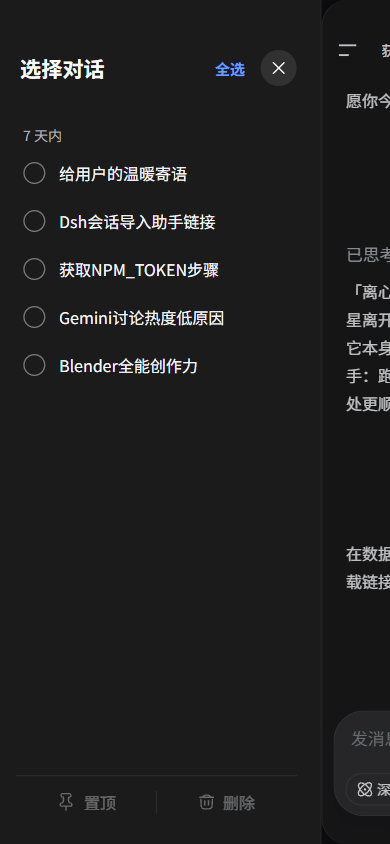 选择对话
全选
7 天内
给用户的温暖寄语
Dsh会话导入助手链接
获取NPM_TOKEN步骤
Gemini讨论热度低原因
Blender全能创作力
置顶
删除
愿你今
已思考
「离心
星离开
它本身
手：跑
处更顺
在数据
载链接
发消息
深